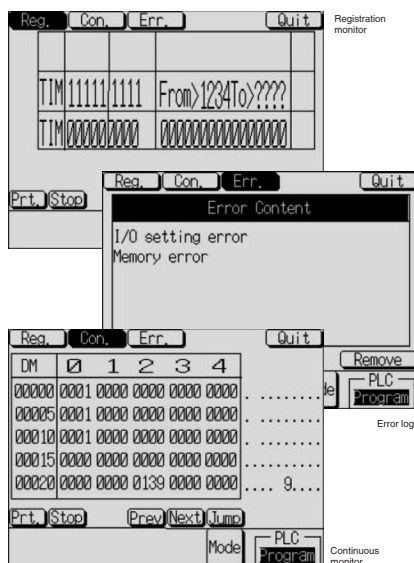 Reg. Con. Err. Quit
Registration
monitor
TIM 11111 1111 From>1234To>????
TIM 00000 0000 00000000000000
Prt. Stop
Reg. Con. Err. Quit
Error Content
I/O setting error
Memory error
Remove
PLC
Program
Error log
Reg. Con. Err. Quit
DM 0 1 2 3 4
00000 0001 0000 0000 0000 0000 . .........
00005 0001 0000 0000 0000 0000 . .........
00010 0001 0000 0000 0000 0000 . .........
00015 0000 0000 0000 0000 0000 ..........
00020 0000 0000 0139 0000 0000 .... 9....
Prt. Stop Prev Next Jump
Mode
PLC
Program
Continuous
monitor